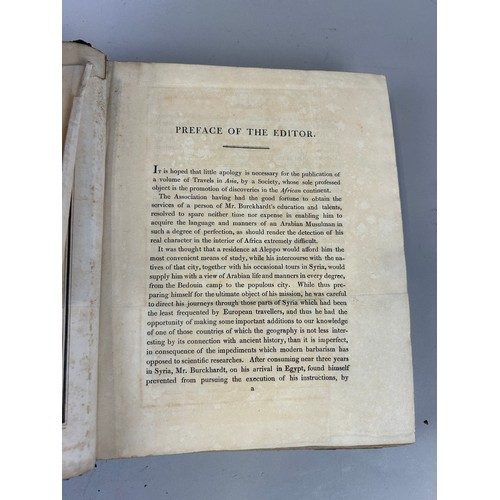 PREFACE OF THE EDITOR.
It is hoped that little apology is necessary for the publication of
a volume of Travels in Asia, by a Society, whose sole professed
object is the promotion of discoveries in the African continent.
The Association having had the good fortune to obtain the
services of a person of Mr. Burckhardt's education and talents,
resolved to spare neither time nor expense in enabling him to
acquire the language and manners of an Arabian Musulman in
such a degree of perfection, as should render the detection of his
real character in the interior of Africa extremely difficult.
It was thought that a residence at Aleppo would afford him the
most convenient means of study, while his intercourse with the na-
tives of that city, together with his occasional tours in Syria, would
supply him with a view of Arabian life and manners in every degree,
from the Bedouin camp to the populous city. While thus pre-
paring himself for the ultimate object of his mission, he was careful
to direct his journeys through those parts of Syria which had been
the least frequented by European travellers, and thus he had the
opportunity of making some important additions to our knowledge
of one of those countries of which the geography is not less inter-
esting by its connection with ancient history, than it is imperfect,
in consequence of the impediments which modern barbarism has
opposed to scientific researches. After consuming near three years
in Syria, Mr. Burckhardt, on his arrival in Egypt, found himself
prevented from pursuing the execution of his instructions, by